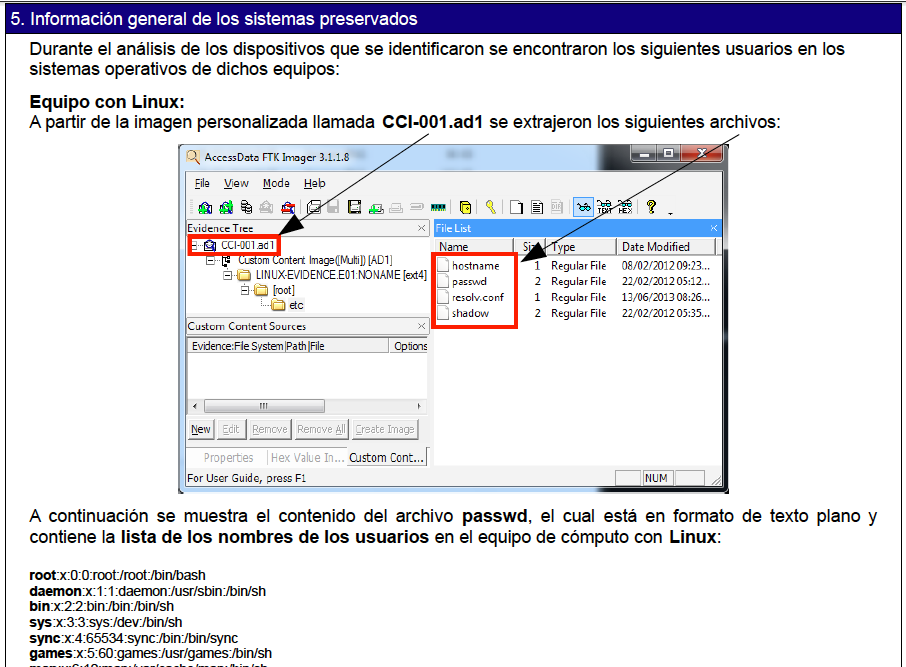 5. Información general de los sistemas preservados
Durante el análisis de los dispositivos que se identificaron se encontraron los siguientes usuarios en los
sistemas operativos de dichos equipos:
Equipo con Linux:
A partir de la imagen personalizada llamada CCI-001.ad1 se extrajeron los siguientes archivos:
AccessData FTK Imager 3.1.1.8
File View Mode Help
Evidence Tree
CCI-001.ad1
Custom Content Image([Multi]) [AD1]
LINUX-EVIDENCE.E01:NONAME [ext4]
[root]
etc
Custom Content Sources
Evidence:File System|Path|File Options
New Edit Remove Remove All Create Image
Properties Hex Value In... Custom Cont...
For User Guide, press F1
File List
Name Type Date Modified
hostname 1 Regular File 08/02/2012 09:23...
passwd 2 Regular File 22/02/2012 05:12...
resolv.conf 1 Regular File 13/06/2013 08:26...
shadow 2 Regular File 22/02/2012 05:35...
NUM
A continuación se muestra el contenido del archivo passwd, el cual está en formato de texto plano y
contiene la lista de los nombres de los usuarios en el equipo de cómputo con Linux:
root:x:0:0:root:/root:/bin/bash
daemon:x:1:1:daemon:/usr/sbin:/bin/sh
bin:x:2:2:bin:/bin:/bin/sh
sys:x:3:3:sys:/dev:/bin/sh
sync:x:4:65534:sync:/bin:/bin/sync
games:x:5:60:games:/usr/games:/bin/sh